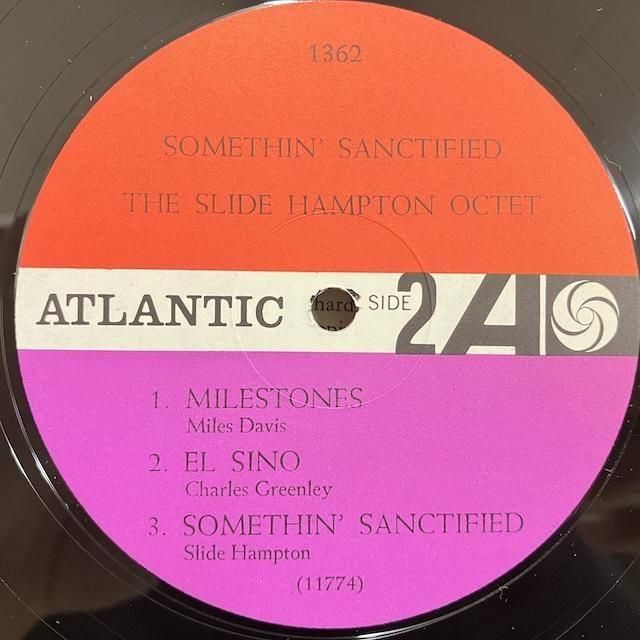 1362
SOMETHIN' SANCTIFIED
THE SLIDE HAMPTON OCTET
ATLANTIC hard SIDE 2 A
1. MILESTONES
Miles Davis
2. EL SINO
Charles Greenley
3. SOMETHIN' SANCTIFIED
Slide Hampton
(11774)